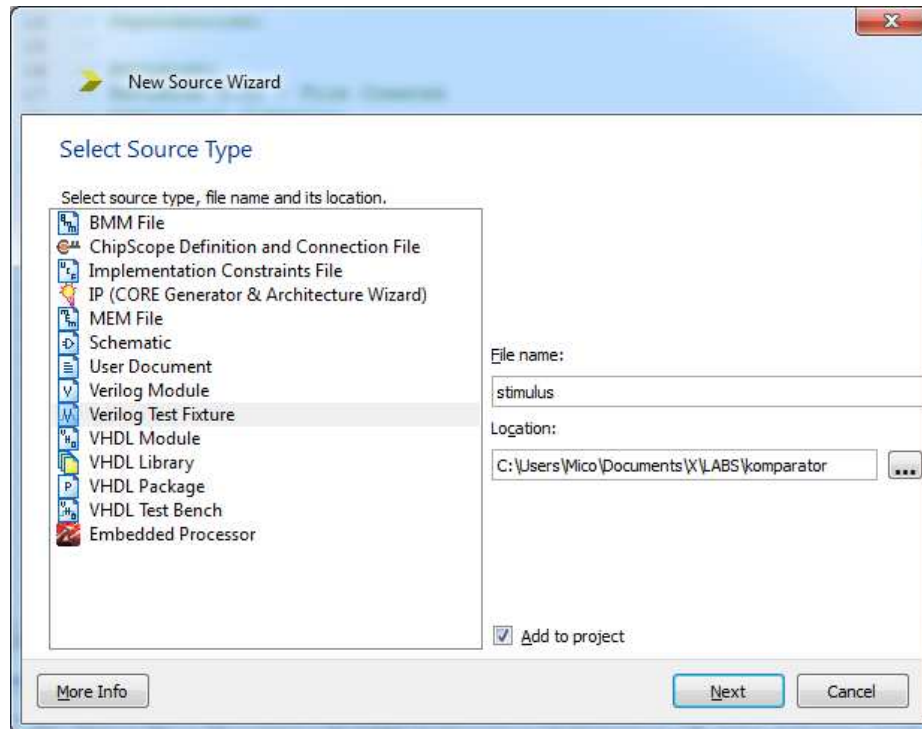 New Source Wizard
Select Source Type
Select source type, file name and its location.
BMM File
ChipScope Definition and Connection File
Implementation Constraints File
IP (CORE Generator & Architecture Wizard)
MEM File
Schematic
User Document
Verilog Module
Verilog Test Fixture
VHDL Module
VHDL Library
VHDL Package
VHDL Test Bench
Embedded Processor
File name:
stimulus
Location:
C:\Users\Mico\Documents\X\LABS\komparator
...
Add to project
More Info
Next
Cancel